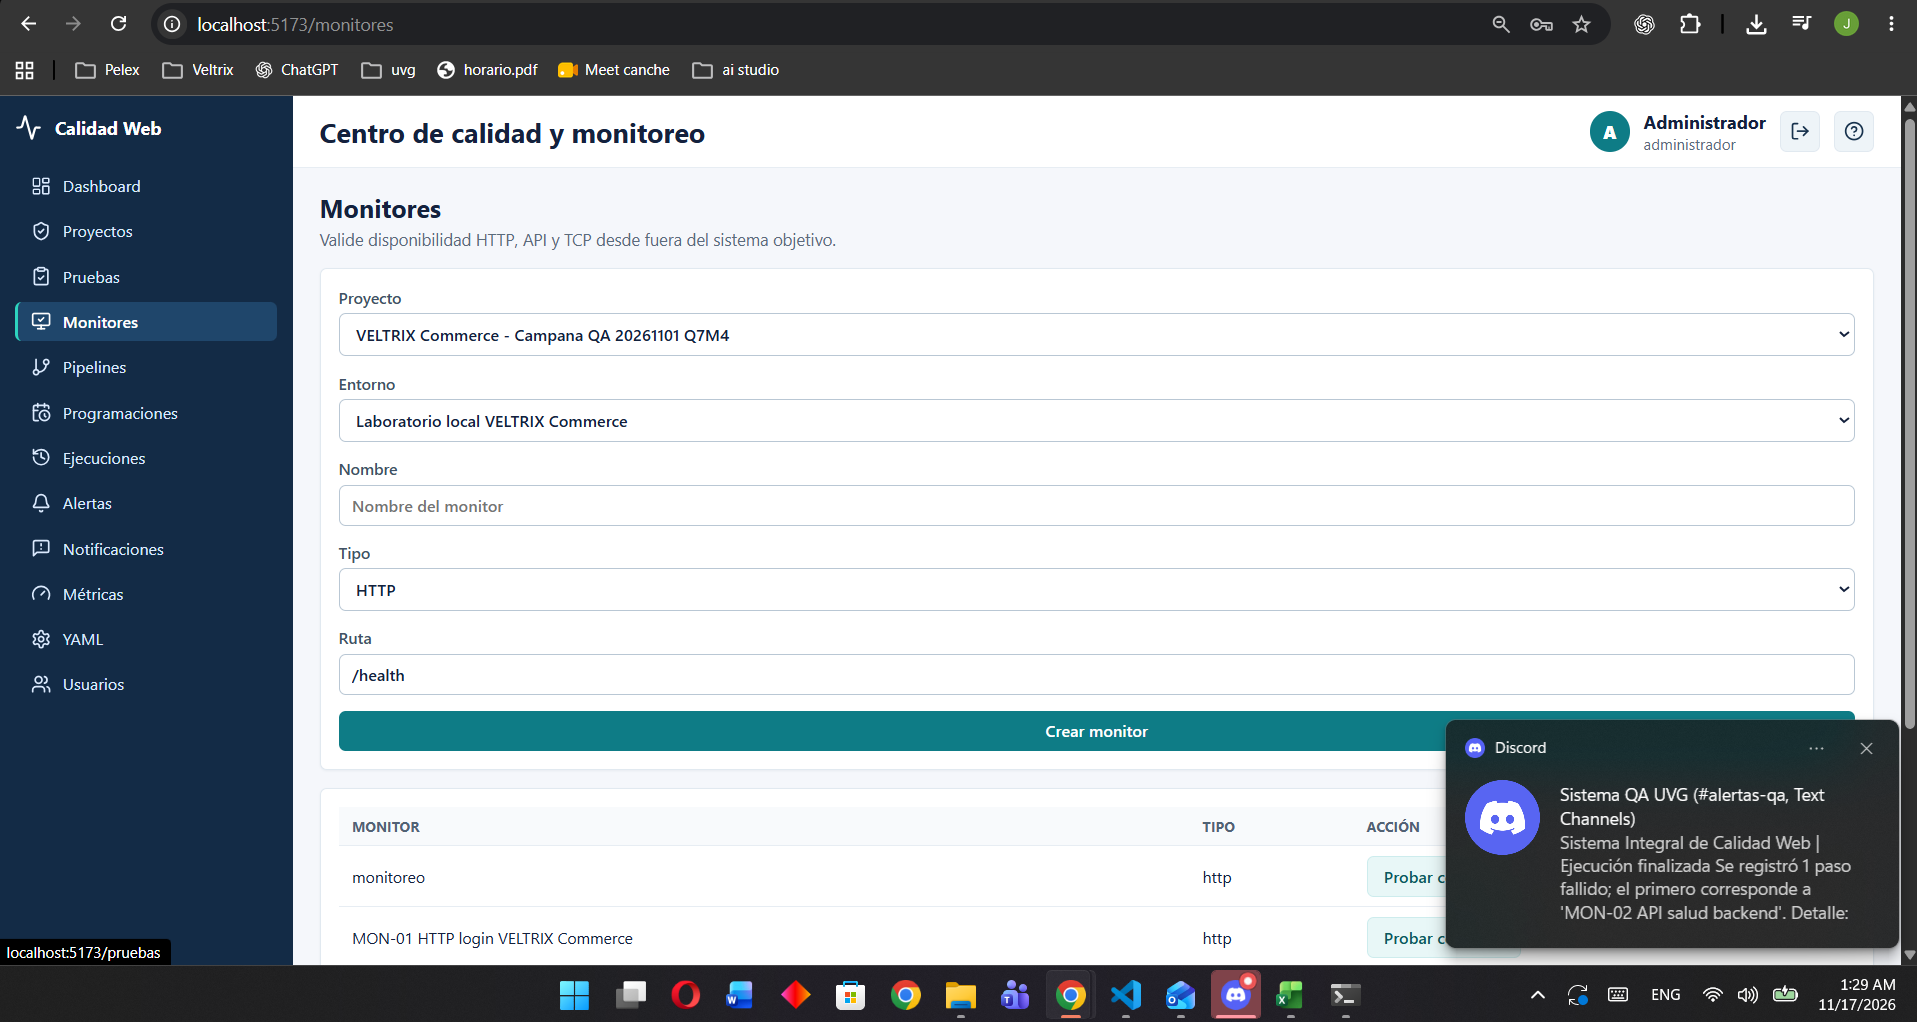 localhost:5173/monitores
J
Pelex
Veltrix
ChatGPT
uvg
horario.pdf
Meet canche
ai studio
Calidad Web
Dashboard
Proyectos
Pruebas
Monitores
Pipelines
Programaciones
Ejecuciones
Alertas
Notificaciones
Métricas
YAML
Usuarios
localhost:5173/pruebas
Centro de calidad y monitoreo
A
Administrador
administrador
Monitores
Valide disponibilidad HTTP, API y TCP desde fuera del sistema objetivo.
Proyecto
VELTRIX Commerce - Campana QA 20261101 Q7M4
Entorno
Laboratorio local VELTRIX Commerce
Nombre
Nombre del monitor
Tipo
HTTP
Ruta
/health
Crear monitor
MONITOR TIPO ACCIÓN
monitoreo http Probar c
MON-01 HTTP login VELTRIX Commerce http Probar c
Discord
Sistema QA UVG (#alertas-qa, Text
Channels)
Sistema Integral de Calidad Web |
Ejecución finalizada Se registró 1 paso
fallido; el primero corresponde a
'MON-02 API salud backend'. Detalle:
ENG
1:29 AM
11/17/2026